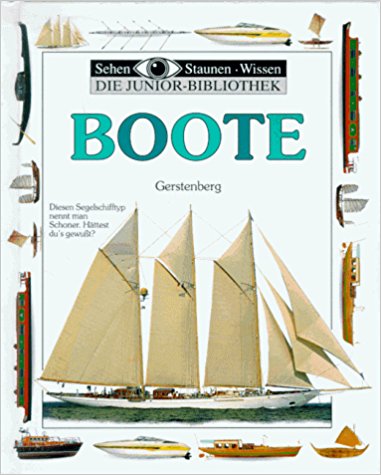 Sehen Staunen · Wissen
DIE JUNIOR-BIBLIOTHEK
BOOTE
Gerstenberg
Diesen Segelschifftyp
nennt man
Schoner. Hättest
du's gewußt?